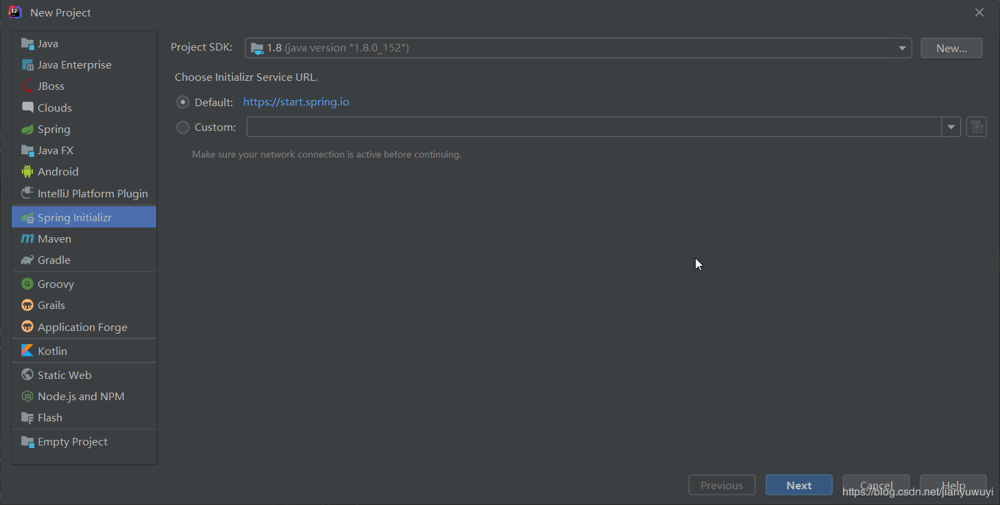 New Project
Java
Java Enterprise
JBoss
Clouds
Spring
Java FX
Android
IntelliJ Platform Plugin
Spring Initializr
Maven
Gradle
Groovy
Grails
Application Forge
Kotlin
Static Web
Node.js and NPM
Flash
Empty Project
Project SDK: 1.8 (java version "1.8.0_152") New...
Choose Initializr Service URL.
Default: https://start.spring.io
Custom:
Make sure your network connection is active before continuing.
Previous Next Cancel Help
https://blog.csdn.net/jianyuwuyi